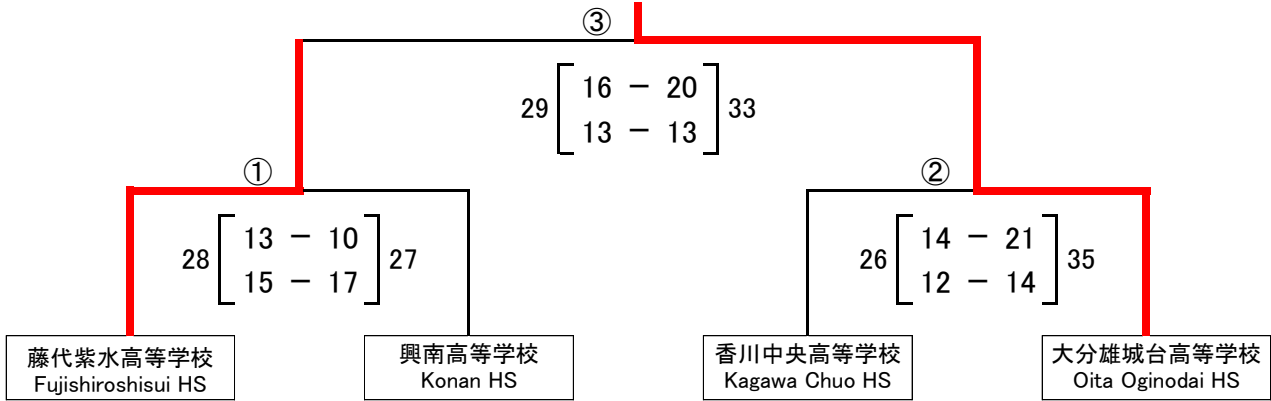 ③
29 16 － 20 33
13 － 13
① ②
28 13 － 10 27 26 14 － 21 35
15 － 17 12 － 14
藤代紫水高等学校 興南高等学校 香川中央高等学校 大分雄城台高等学校
Fujishiroshisui HS Konan HS Kagawa Chuo HS Oita Oginodai HS